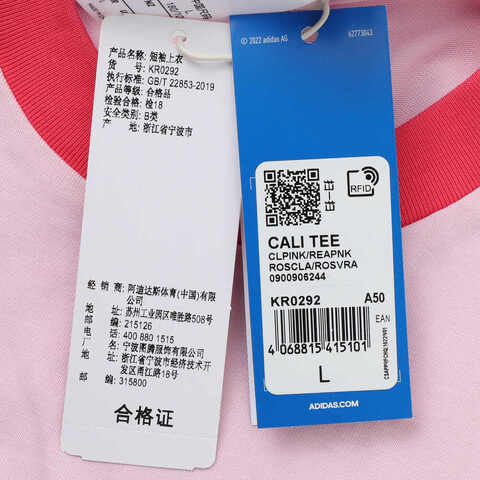 产品名称: 短袖上衣
货 号: KR0292
执行标准: GB/T 22853-2019
产品等级: 合格品
检验合格: 检18
安全类别: B类
产 地: 浙江省宁波市
经 销 商: 阿迪达斯体育(中国)有限
公司
地 址: 苏州工业园区唯亭路508号
邮 编: 215126
电 话: 400 880 1515
制 造 商: 宁波图腾服饰有限公司
地 址: 浙江省宁波市经济技术开
发区甬江路18号
邮 编: 315800
合格证
© 2022 adidas AG
62773043
RFID
CALI TEE
CLPINK/REAPNK
ROSCLA/ROSVRA
0900906244
KR0292 A50
EAN
4 068815 415101
L
ADIDAS.COM